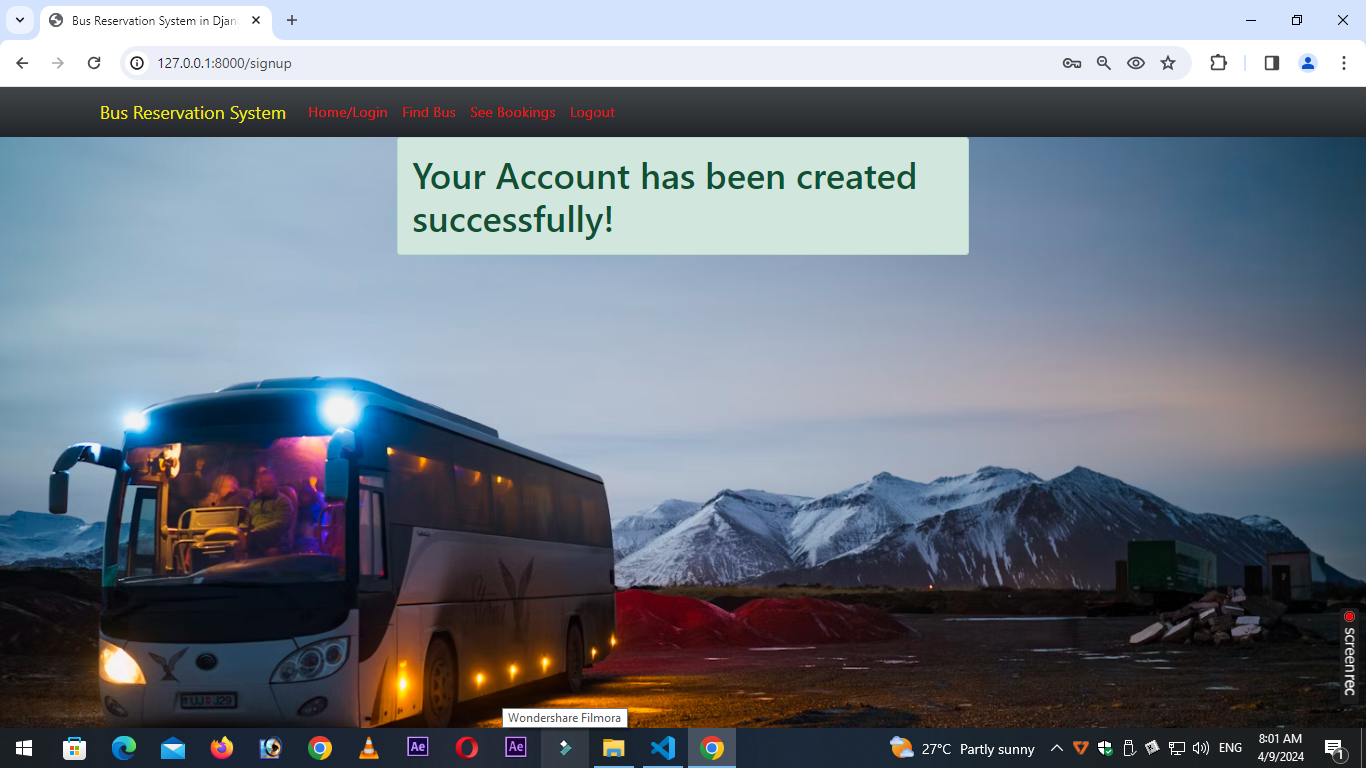 Bus Reservation System in Djan
127.0.0.1:8000/signup
Bus Reservation System Home/Login Find Bus See Bookings Logout
Your Account has been created
successfully!
screenrec
Wondershare Filmora
Ae Ae 27°C Partly sunny ENG 8:01 AM
4/9/2024 1